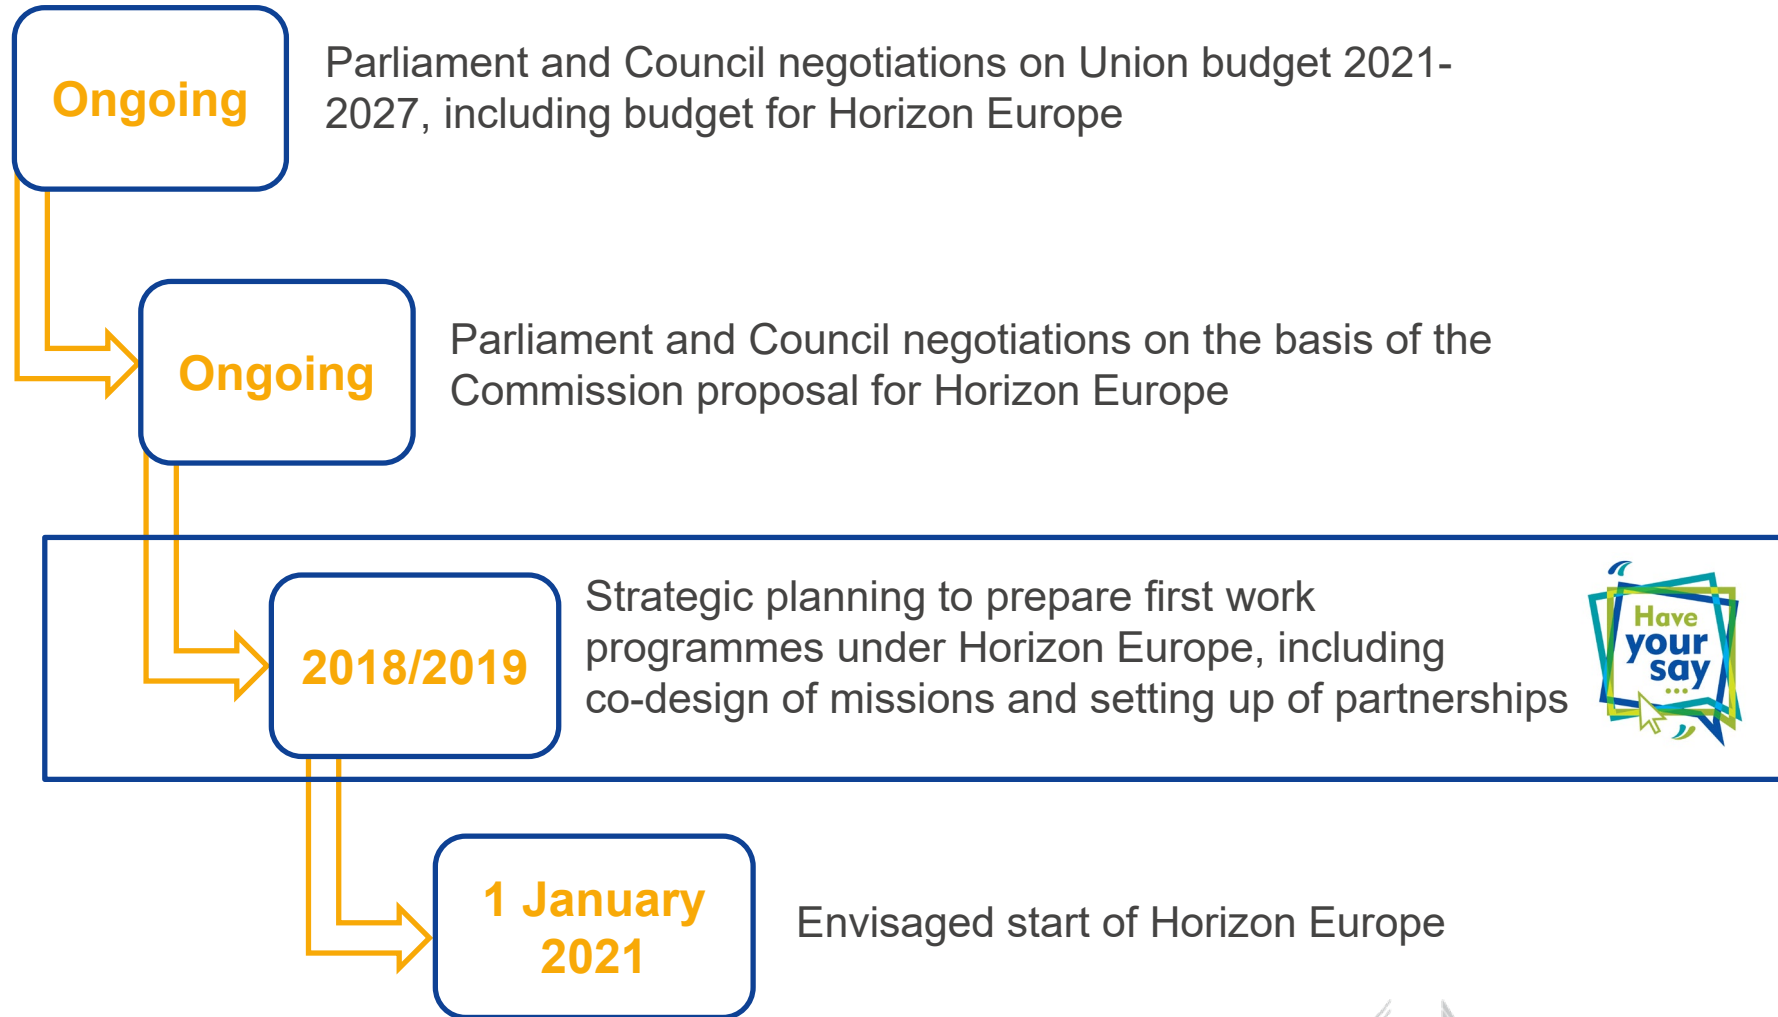 Ongoing
Parliament and Council negotiations on Union budget 2021-
2027, including budget for Horizon Europe
Ongoing
Parliament and Council negotiations on the basis of the
Commission proposal for Horizon Europe
2018/2019
Strategic planning to prepare first work
programmes under Horizon Europe, including
co-design of missions and setting up of partnerships
Have
your
say
...
1 January
2021
Envisaged start of Horizon Europe